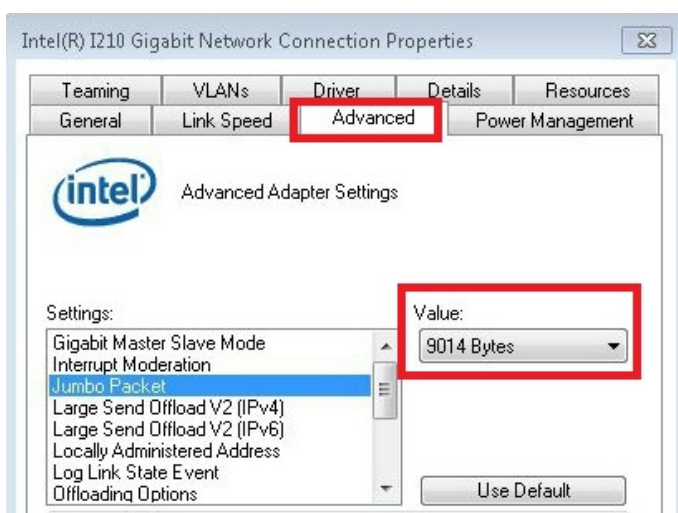 Intel(R) I210 Gigabit Network Connection Properties
Teaming VLANs Driver Details Resources
General Link Speed Advanced Power Management
intel
Advanced Adapter Settings
Settings:
Value:
Gigabit Master Slave Mode
9014 Bytes
Interrupt Moderation
Jumbo Packet
Large Send Offload V2 (IPv4)
Large Send Offload V2 (IPv6)
Locally Administered Address
Log Link State Event
Offloading Options
Use Default